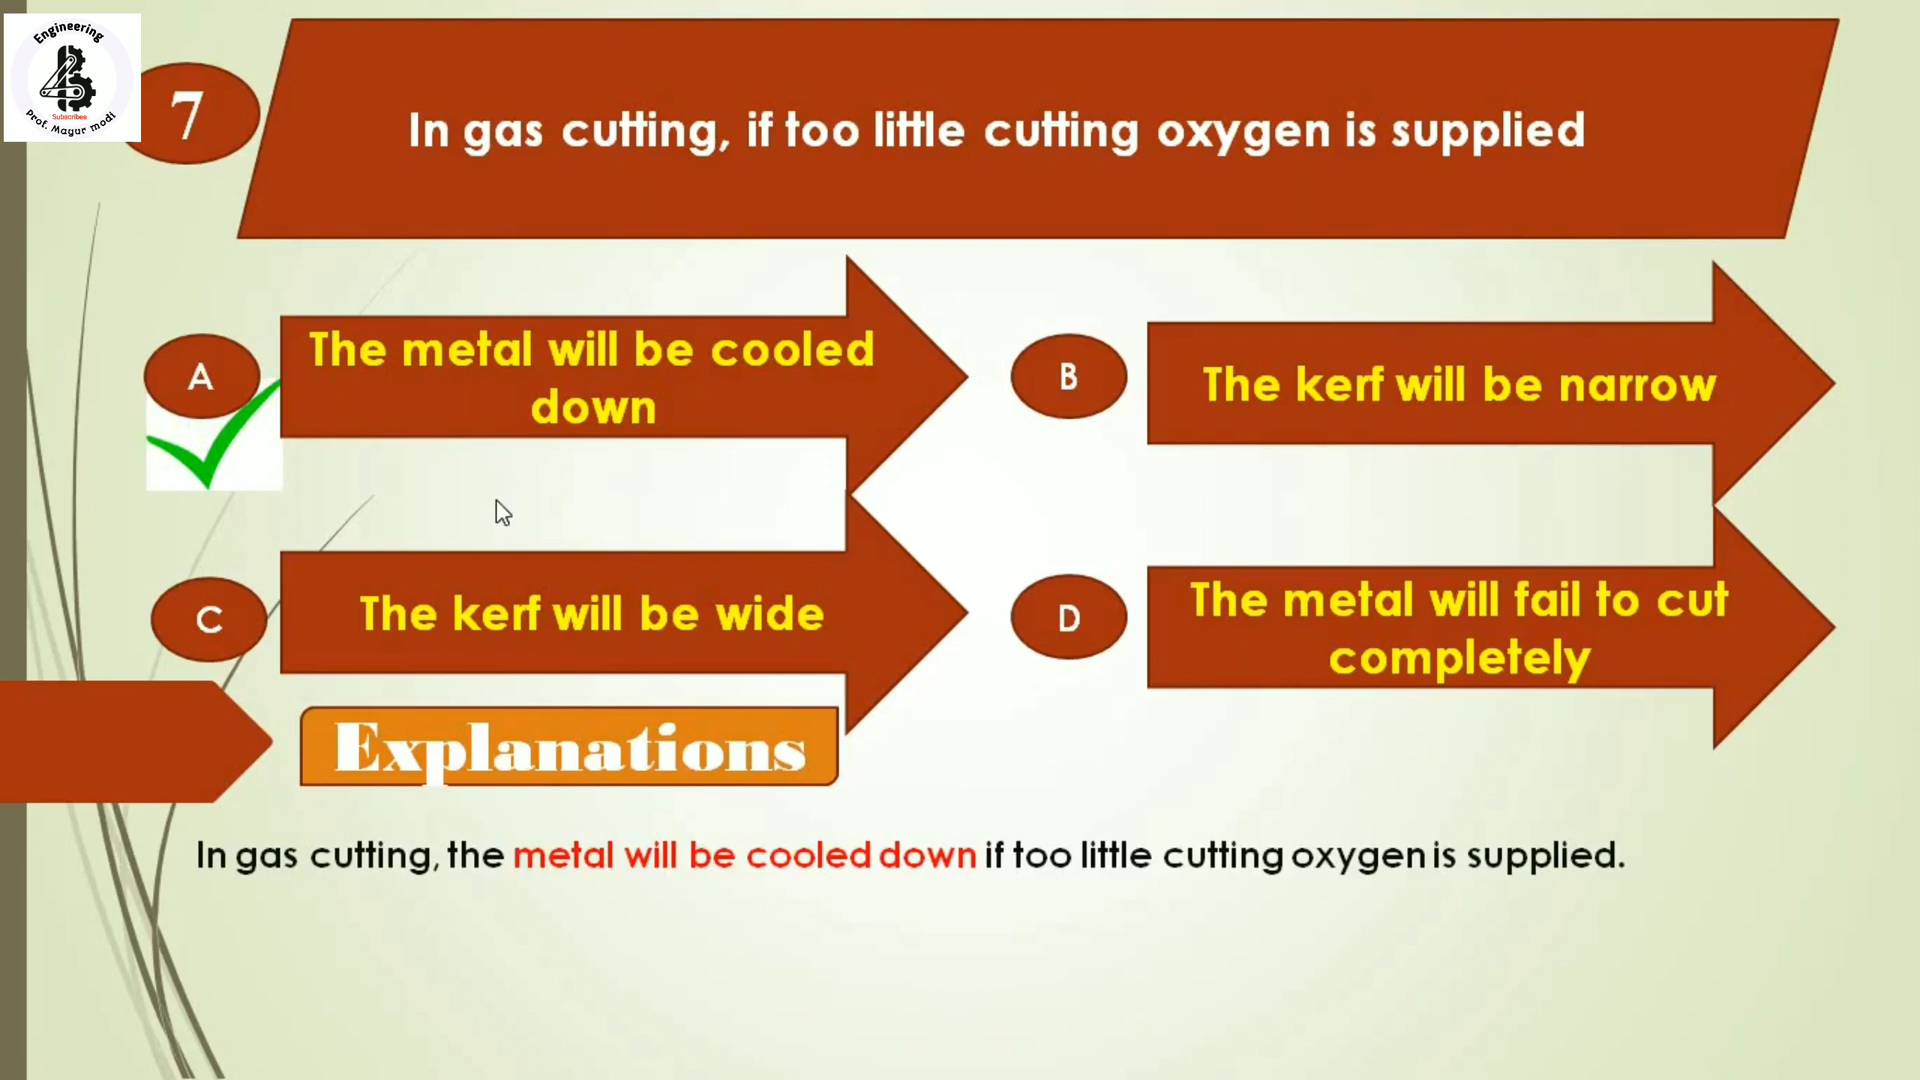 Engineering
Subscribes
Prof. Mayur modi
7
In gas cutting, if too little cutting oxygen is supplied
A
The metal will be cooled
down
B
The kerf will be narrow
C
The kerf will be wide
D
The metal will fail to cut
completely
Explanations
In gas cutting, the metal will be cooled down if too little cutting oxygen is supplied.